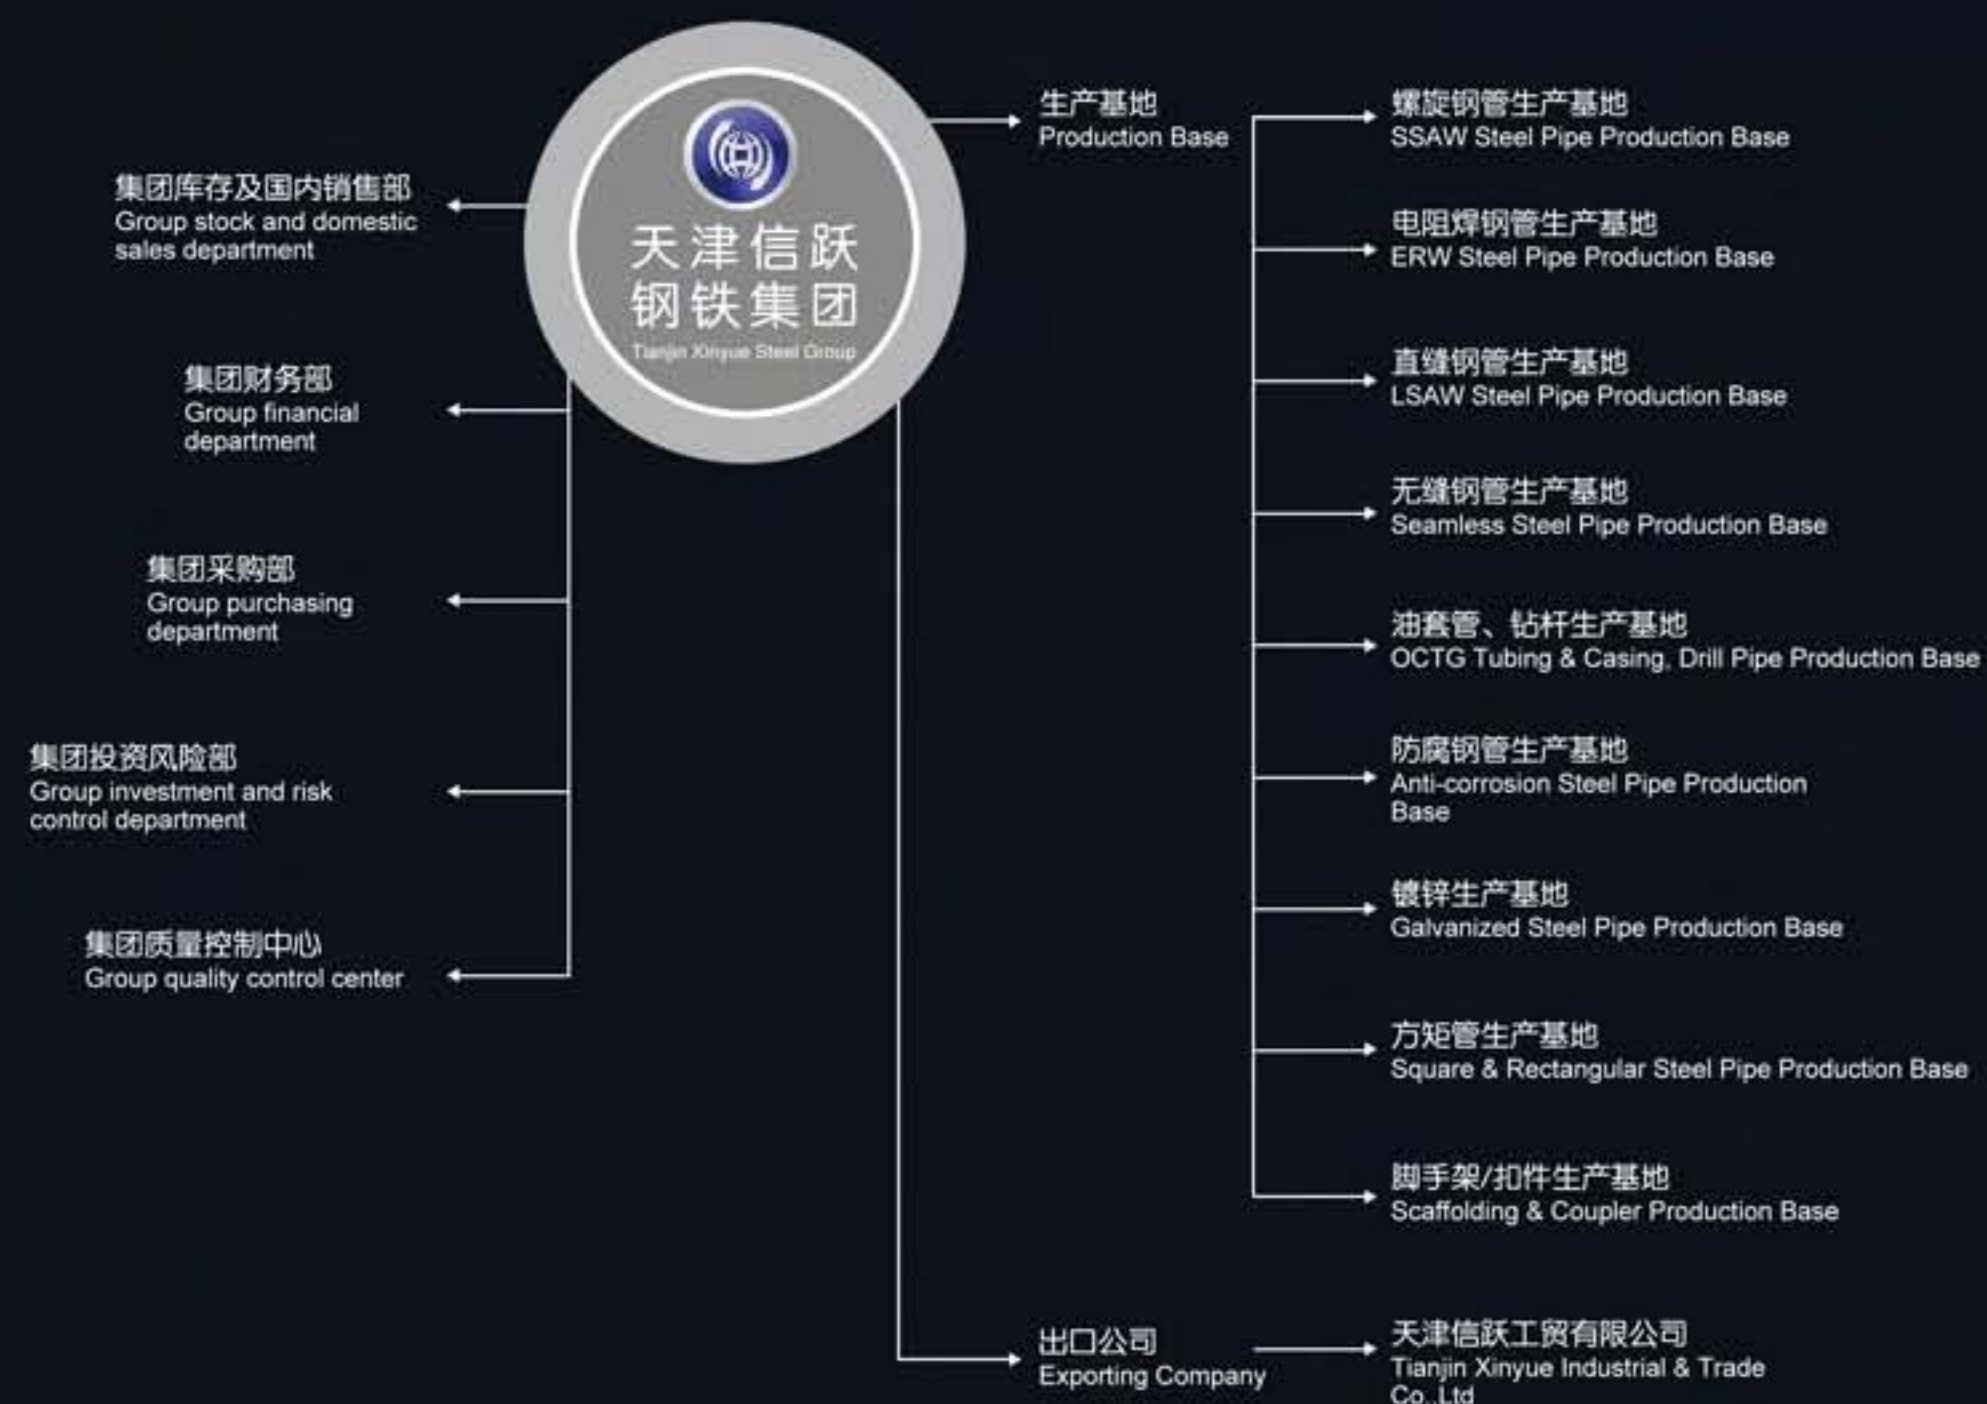 天津信跃
钢铁集团
Tianjin Xinyue Steel Group
集团库存及国内销售部
Group stock and domestic
sales department
集团财务部
Group financial
department
集团采购部
Group purchasing
department
集团投资风险部
Group investment and risk
control department
集团质量控制中心
Group quality control center
生产基地
Production Base
螺旋钢管生产基地
SSAW Steel Pipe Production Base
电阻焊钢管生产基地
ERW Steel Pipe Production Base
直缝钢管生产基地
LSAW Steel Pipe Production Base
无缝钢管生产基地
Seamless Steel Pipe Production Base
油套管、钻杆生产基地
OCTG Tubing & Casing, Drill Pipe Production Base
防腐钢管生产基地
Anti-corrosion Steel Pipe Production
Base
镀锌生产基地
Galvanized Steel Pipe Production Base
方矩管生产基地
Square & Rectangular Steel Pipe Production Base
脚手架/扣件生产基地
Scaffolding & Coupler Production Base
出口公司
Exporting Company
天津信跃工贸有限公司
Tianjin Xinyue Industrial & Trade
Co.,Ltd